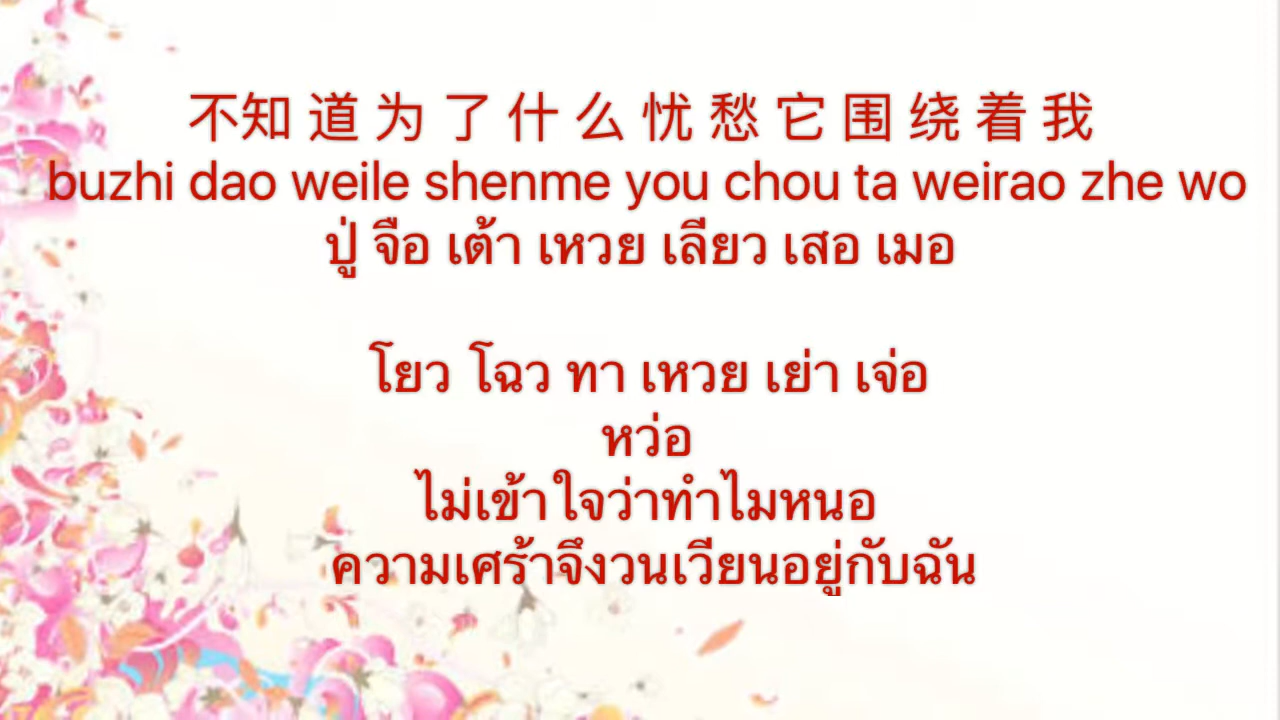 不知 道 为 了 什 么 忧 愁 它 围 绕 着 我
buzhi dao weile shenme you chou ta weirao zhe wo
ปู่ จือ เต้า เหวย เลียว เสอ เมอ
โยว โฉว ทา เหวย เย่า เจ่อ
หว่อ
ไม่เข้าใจว่าทำไมหนอ
ความเศร้าจึงวนเวียนอยู่กับฉัน